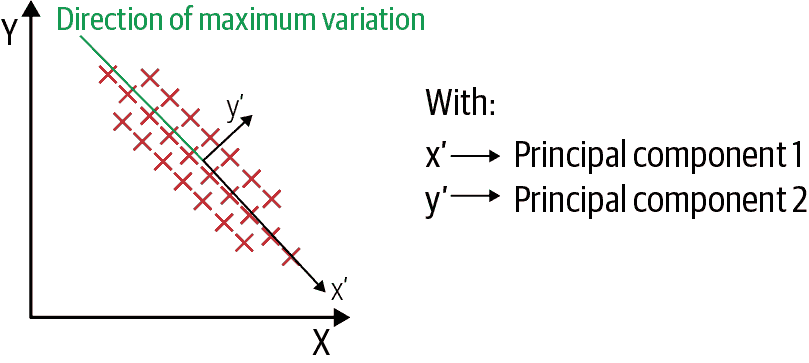 Y
Direction of maximum variation
y′
x′
X
With:
x′ → Principal component 1
y′ → Principal component 2